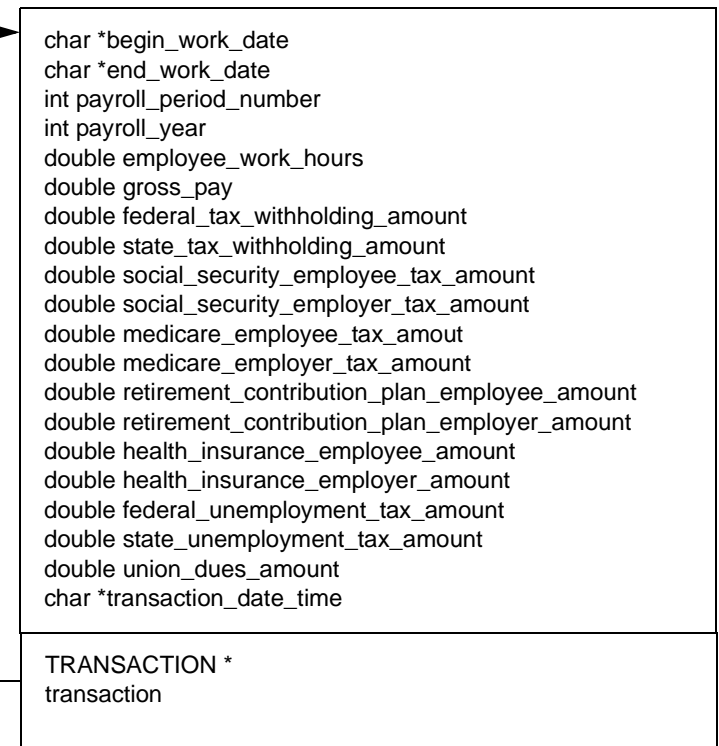 char *begin_work_date
char *end_work_date
int payroll_period_number
int payroll_year
double employee_work_hours
double gross_pay
double federal_tax_withholding_amount
double state_tax_withholding_amount
double social_security_employee_tax_amount
double social_security_employer_tax_amount
double medicare_employee_tax_amout
double medicare_employer_tax_amount
double retirement_contribution_plan_employee_amount
double retirement_contribution_plan_employer_amount
double health_insurance_employee_amount
double health_insurance_employer_amount
double federal_unemployment_tax_amount
double state_unemployment_tax_amount
double union_dues_amount
char *transaction_date_time
TRANSACTION *
transaction